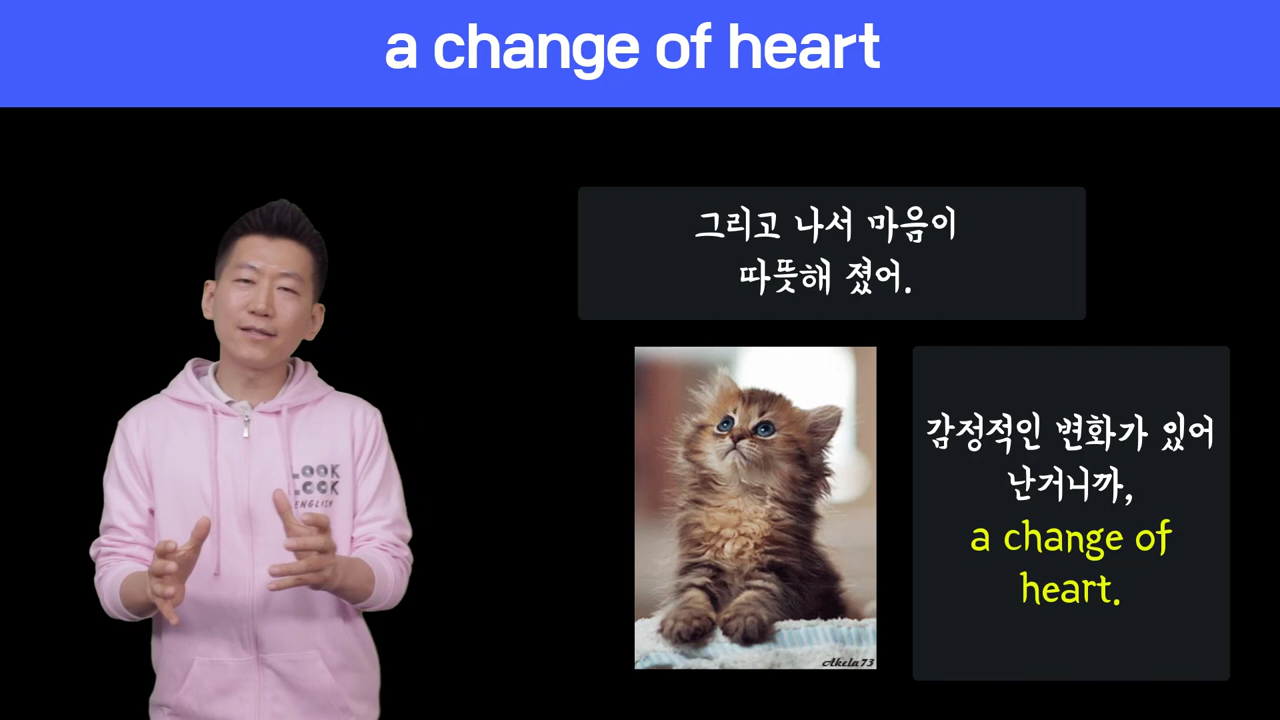 a change of heart
그리고 나서 마음이
따뜻해 졌어.
LOOK
LOOK
ENGLISH
감정적인 변화가 있어
난거니까,
a change of
heart.
Akela73